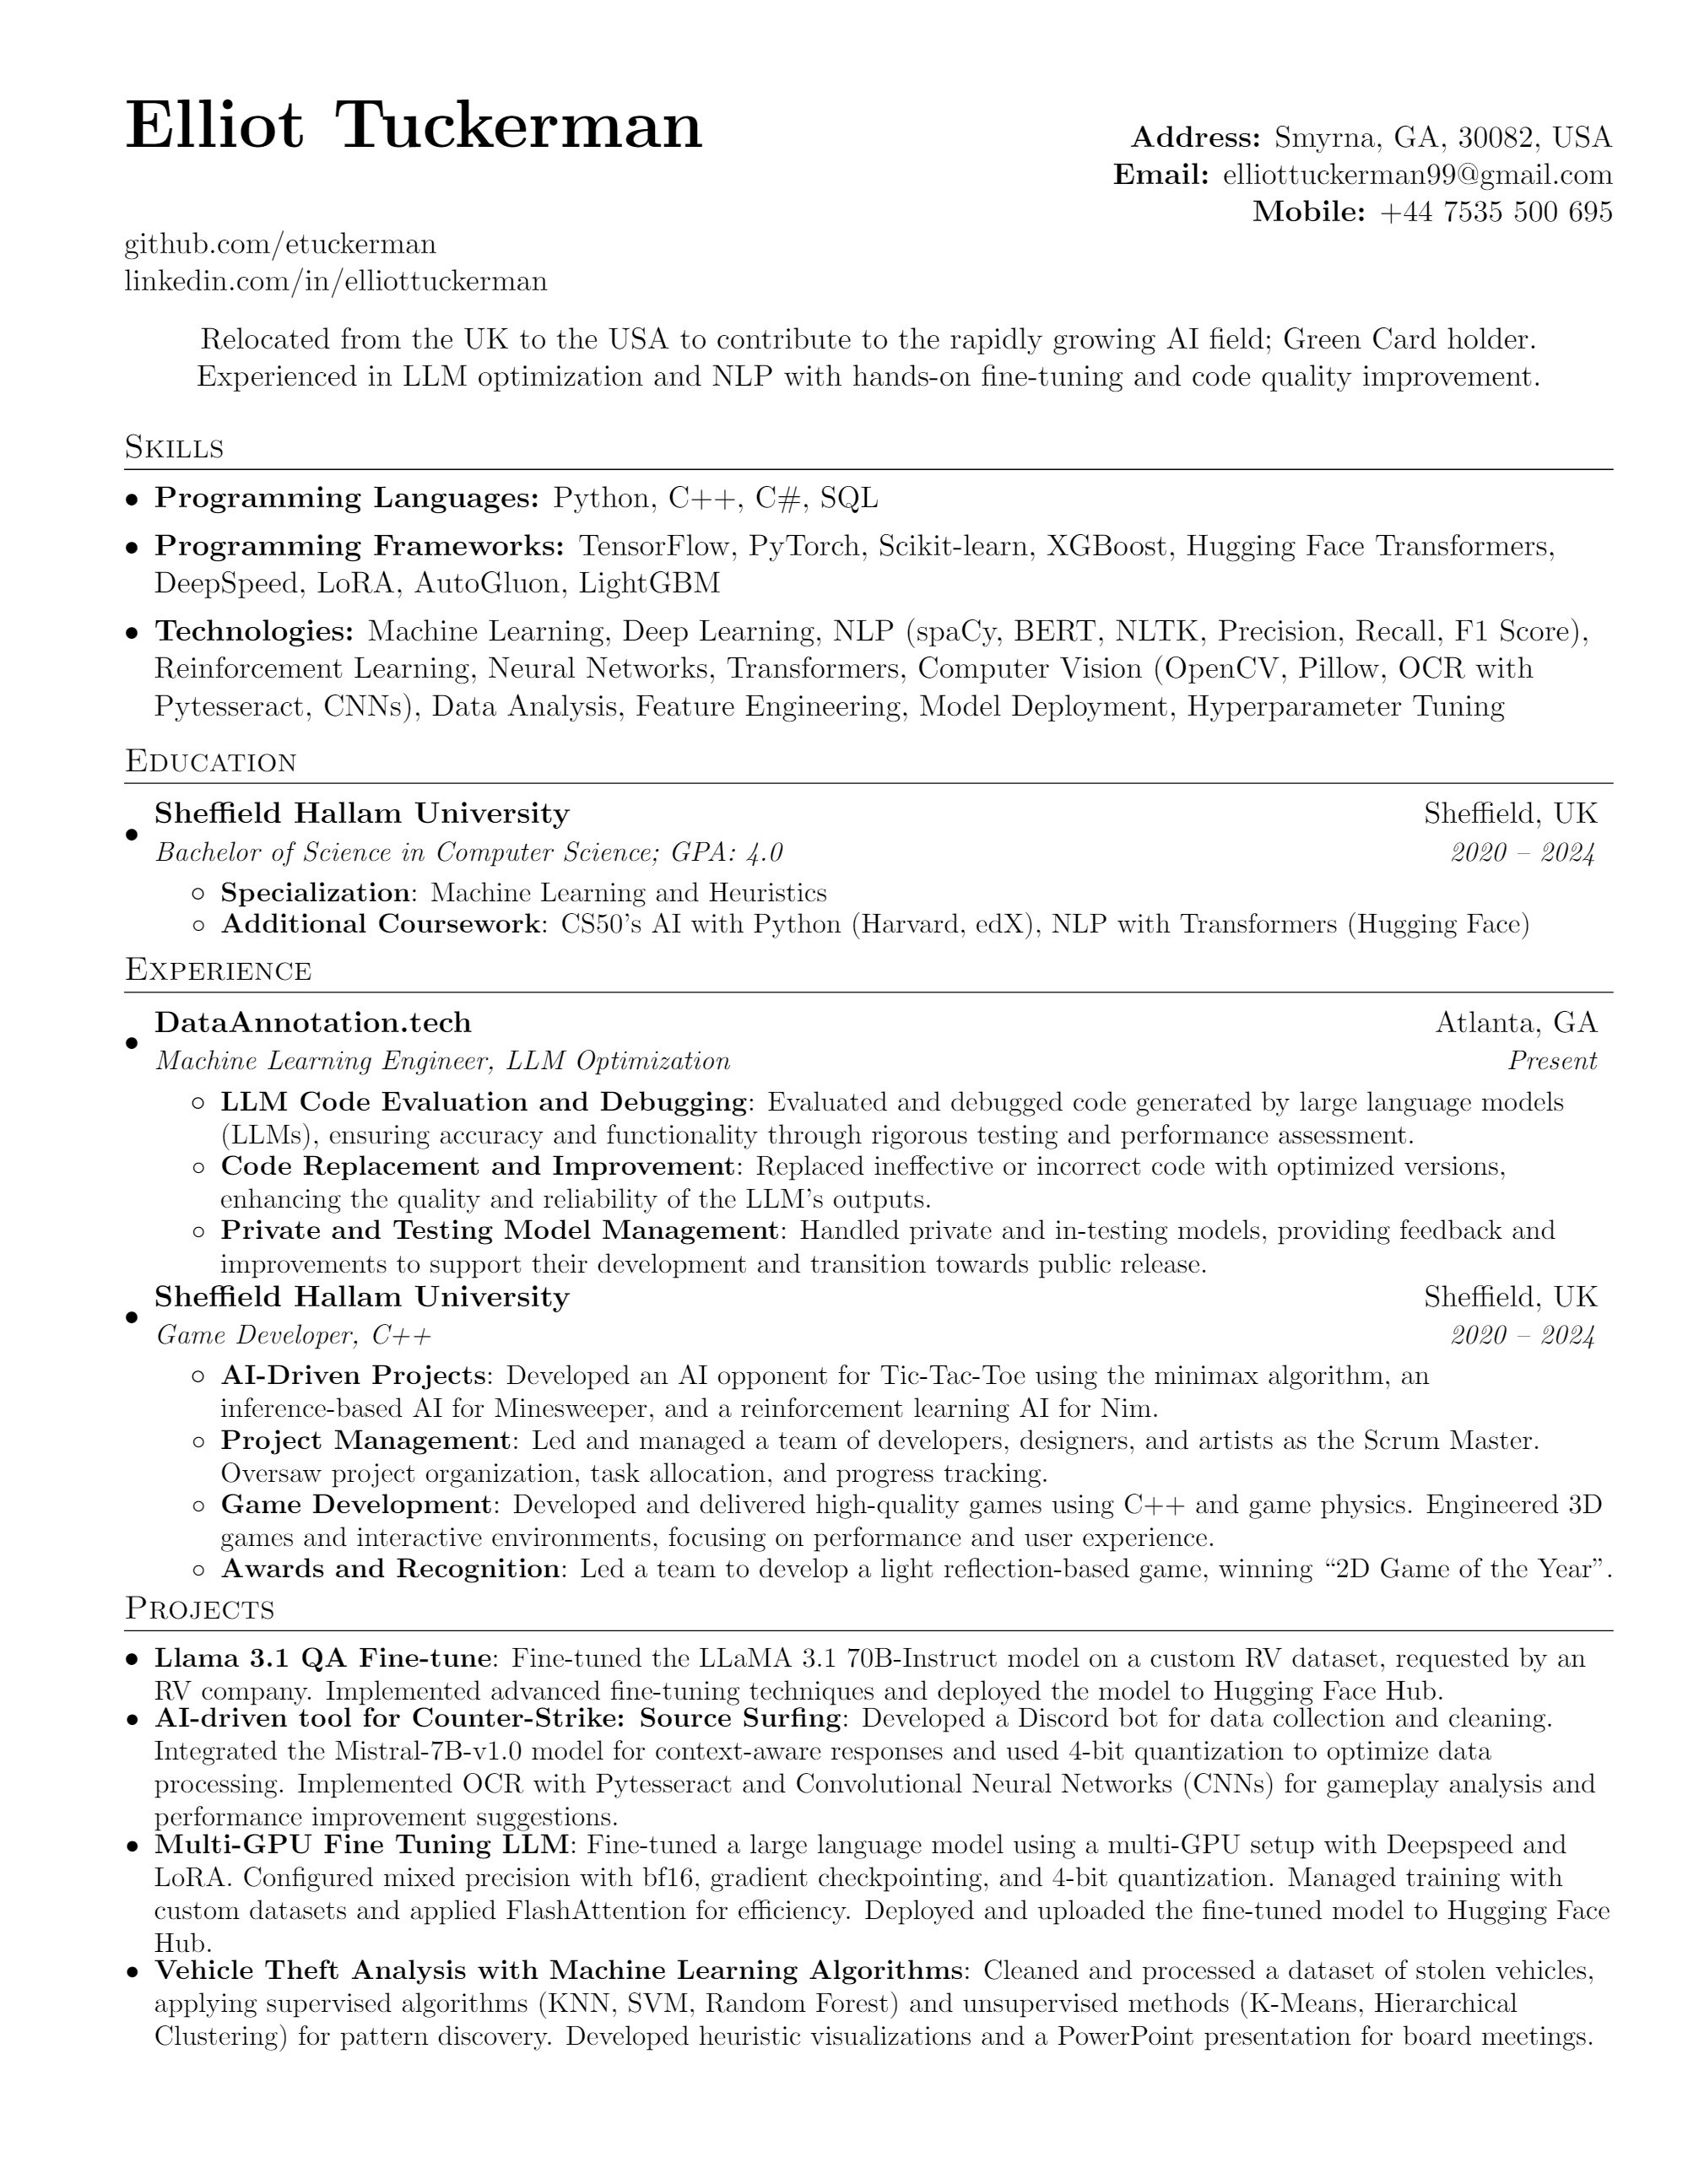 Elliot Tuckerman
Address: Smyrna, GA, 30082, USA
Email: elliottuckerman99@gmail.com
Mobile: +44 7535 500 695
github.com/etuckerman
linkedin.com/in/elliottuckerman
Relocated from the UK to the USA to contribute to the rapidly growing AI field; Green Card holder.
Experienced in LLM optimization and NLP with hands-on fine-tuning and code quality improvement.
Skills
• Programming Languages: Python, C++, C#, SQL
• Programming Frameworks: TensorFlow, PyTorch, Scikit-learn, XGBoost, Hugging Face Transformers,
DeepSpeed, LoRA, AutoGluon, LightGBM
• Technologies: Machine Learning, Deep Learning, NLP (spaCy, BERT, NLTK, Precision, Recall, F1 Score),
Reinforcement Learning, Neural Networks, Transformers, Computer Vision (OpenCV, Pillow, OCR with
Pytesseract, CNNs), Data Analysis, Feature Engineering, Model Deployment, Hyperparameter Tuning
Education
• Sheffield Hallam University Sheffield, UK
Bachelor of Science in Computer Science; GPA: 4.0 2020 – 2024
○ Specialization: Machine Learning and Heuristics
○ Additional Coursework: CS50's AI with Python (Harvard, edX), NLP with Transformers (Hugging Face)
Experience
• DataAnnotation.tech Atlanta, GA
Machine Learning Engineer, LLM Optimization Present
○ LLM Code Evaluation and Debugging: Evaluated and debugged code generated by large language models
(LLMs), ensuring accuracy and functionality through rigorous testing and performance assessment.
○ Code Replacement and Improvement: Replaced ineffective or incorrect code with optimized versions,
enhancing the quality and reliability of the LLM's outputs.
○ Private and Testing Model Management: Handled private and in-testing models, providing feedback and
improvements to support their development and transition towards public release.
• Sheffield Hallam University Sheffield, UK
Game Developer, C++ 2020 – 2024
○ AI-Driven Projects: Developed an AI opponent for Tic-Tac-Toe using the minimax algorithm, an
inference-based AI for Minesweeper, and a reinforcement learning AI for Nim.
○ Project Management: Led and managed a team of developers, designers, and artists as the Scrum Master.
Oversaw project organization, task allocation, and progress tracking.
○ Game Development: Developed and delivered high-quality games using C++ and game physics. Engineered 3D
games and interactive environments, focusing on performance and user experience.
○ Awards and Recognition: Led a team to develop a light reflection-based game, winning “2D Game of the Year”.
Projects
• Llama 3.1 QA Fine-tune: Fine-tuned the LLaMA 3.1 70B-Instruct model on a custom RV dataset, requested by an
RV company. Implemented advanced fine-tuning techniques and deployed the model to Hugging Face Hub.
• AI-driven tool for Counter-Strike: Source Surfing: Developed a Discord bot for data collection and cleaning.
Integrated the Mistral-7B-v1.0 model for context-aware responses and used 4-bit quantization to optimize data
processing. Implemented OCR with Pytesseract and Convolutional Neural Networks (CNNs) for gameplay analysis and
performance improvement suggestions.
• Multi-GPU Fine Tuning LLM: Fine-tuned a large language model using a multi-GPU setup with Deepspeed and
LoRA. Configured mixed precision with bf16, gradient checkpointing, and 4-bit quantization. Managed training with
custom datasets and applied FlashAttention for efficiency. Deployed and uploaded the fine-tuned model to Hugging Face
Hub.
• Vehicle Theft Analysis with Machine Learning Algorithms: Cleaned and processed a dataset of stolen vehicles,
applying supervised algorithms (KNN, SVM, Random Forest) and unsupervised methods (K-Means, Hierarchical
Clustering) for pattern discovery. Developed heuristic visualizations and a PowerPoint presentation for board meetings.